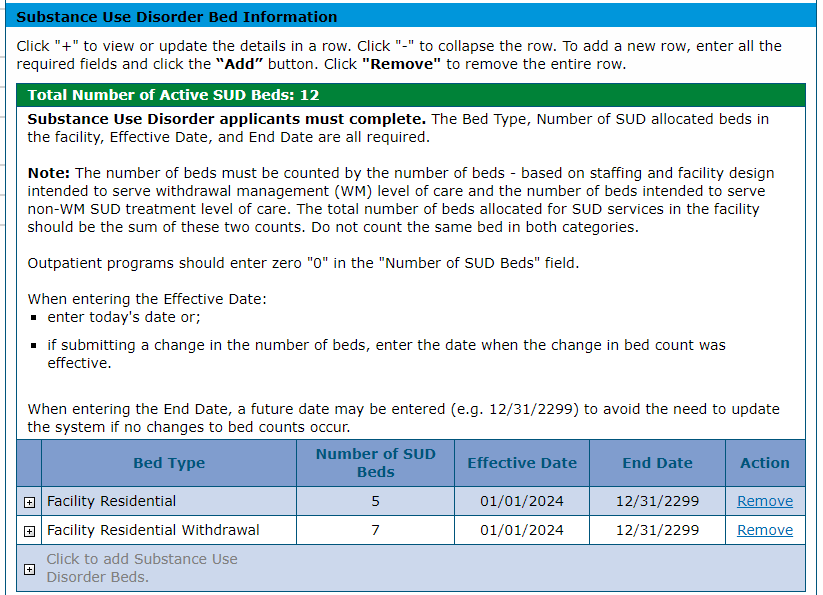 Substance Use Disorder Bed Information
Click "+" to view or update the details in a row. Click "-" to collapse the row. To add a new row, enter all the
required fields and click the “Add” button. Click "Remove" to remove the entire row.
Total Number of Active SUD Beds: 12
Substance Use Disorder applicants must complete. The Bed Type, Number of SUD allocated beds in
the facility, Effective Date, and End Date are all required.
Note: The number of beds must be counted by the number of beds - based on staffing and facility design
intended to serve withdrawal management (WM) level of care and the number of beds intended to serve
non-WM SUD treatment level of care. The total number of beds allocated for SUD services in the facility
should be the sum of these two counts. Do not count the same bed in both categories.
Outpatient programs should enter zero "0" in the "Number of SUD Beds" field.
When entering the Effective Date:
▪ enter today's date or;
▪ if submitting a change in the number of beds, enter the date when the change in bed count was
effective.
When entering the End Date, a future date may be entered (e.g. 12/31/2299) to avoid the need to update
the system if no changes to bed counts occur.
Bed Type Number of SUD Beds Effective Date End Date Action
+ Facility Residential 5 01/01/2024 12/31/2299 Remove
+ Facility Residential Withdrawal 7 01/01/2024 12/31/2299 Remove
+ Click to add Substance Use
Disorder Beds.